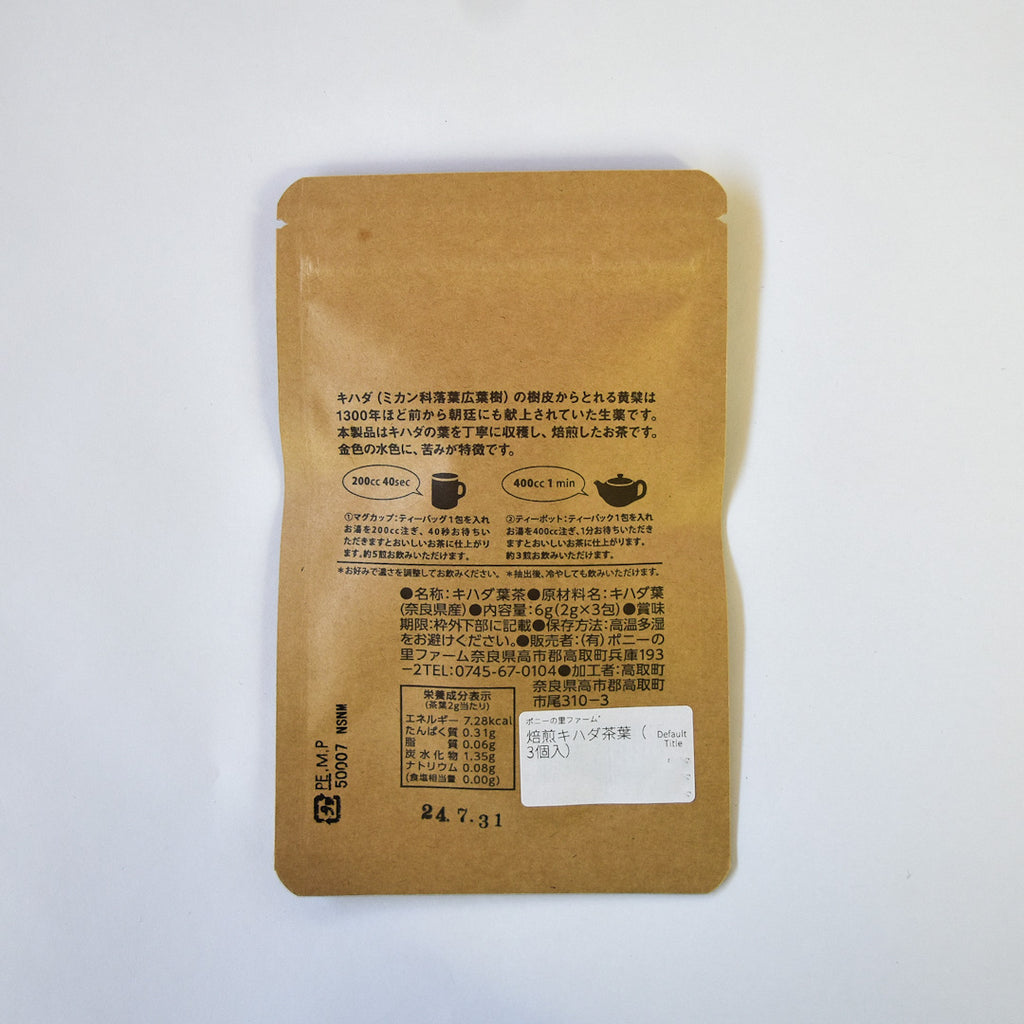 キハダ (ミカン科落葉広葉樹) の樹皮からとれる黄檗は
1300年ほど前から朝廷にも献上されていた生薬です。
本製品はキハダの葉を丁寧に収穫し、焙煎したお茶です。
金色の水色に、苦みが特徴です。
200cc 40sec
①マグカップ:ティーバッグ1包を入れ
お湯を200cc注ぎ、40秒お待ちい
ただきますとおいしいお茶に仕上がり
ます。約5煎お飲みいただけます。
400cc 1 min
②ティーポット:ティーパック1包を入れ
お湯を400cc注ぎ、1分お待ちいただき
ますとおいしいお茶に仕上がります。
約3煎お飲みいただけます。
*お好みで濃さを調整してお飲みください。 *抽出後、冷やしても飲みいただけます。
●名称:キハダ葉茶●原材料名:キハダ葉
(奈良県産)●内容量:6g(2g×3包)●賞味
期限:枠外下部に記載●保存方法:高温多湿
をお避けください。●販売者:(有)ポニーの
里ファーム奈良県高市郡高取町兵庫193
−2TEL:0745-67-0104●加工者:高取町
奈良県高市郡高取町
市尾310−3
栄養成分表示
(茶葉2g当たり)
エネルギー 7.28kcal
たんぱく質 0.31g
脂 質 0.06g
炭水化物 1.35g
ナトリウム 0.08g
(食塩相当量 0.00g)
ポニーの里ファーム
焙煎キハダ茶葉 (
3個入)
Default
Title
24.7.31
PE,M,P
50007 NSNM